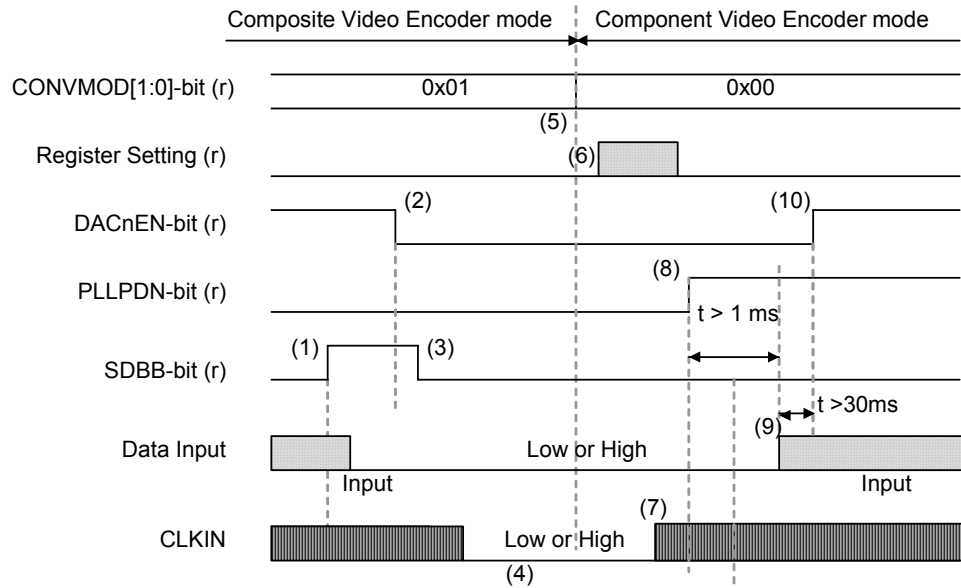 Composite Video Encoder mode Component Video Encoder mode
CONVMOD[1:0]-bit (r) 0x01 0x00
(5)
Register Setting (r) (6)
DACnEN-bit (r) (2) (10)
PLLPDN-bit (r) (8)
t > 1 ms
SDBB-bit (r) (1) (3)
t >30ms
(9)
Data Input Low or High
Input Input
(7)
CLKIN Low or High
(4)